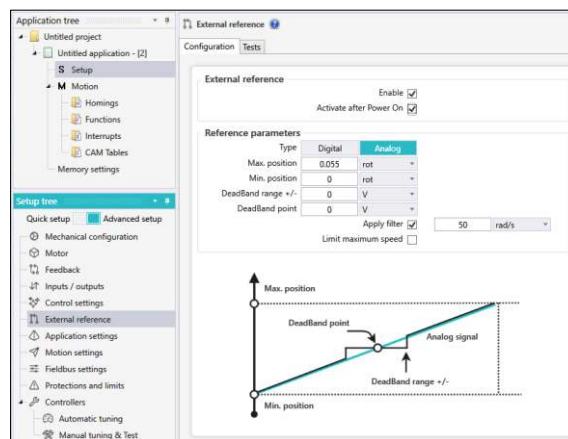 Application tree
Untitled project
Untitled application - [2]
S Setup
M Motion
Homings
Functions
Interrupts
CAM Tables
Memory settings
Setup tree
Quick setup Advanced setup
Mechanical configuration
Motor
Feedback
Inputs / outputs
Control settings
External reference
Application settings
Motion settings
Fieldbus settings
Protections and limits
Controllers
Automatic tuning
Manual tuning & Test
External reference
Configuration Tests
External reference
Enable
Activate after Power On
Reference parameters
Type Digital Analog
Max. position 0.055 rot
Min. position 0 rot
DeadBand range +/- 0 V
DeadBand point 0 V
Apply filter 50 rad/s
Limit maximum speed
Max. position
DeadBand point
Analog signal
DeadBand range +/-
Min. position